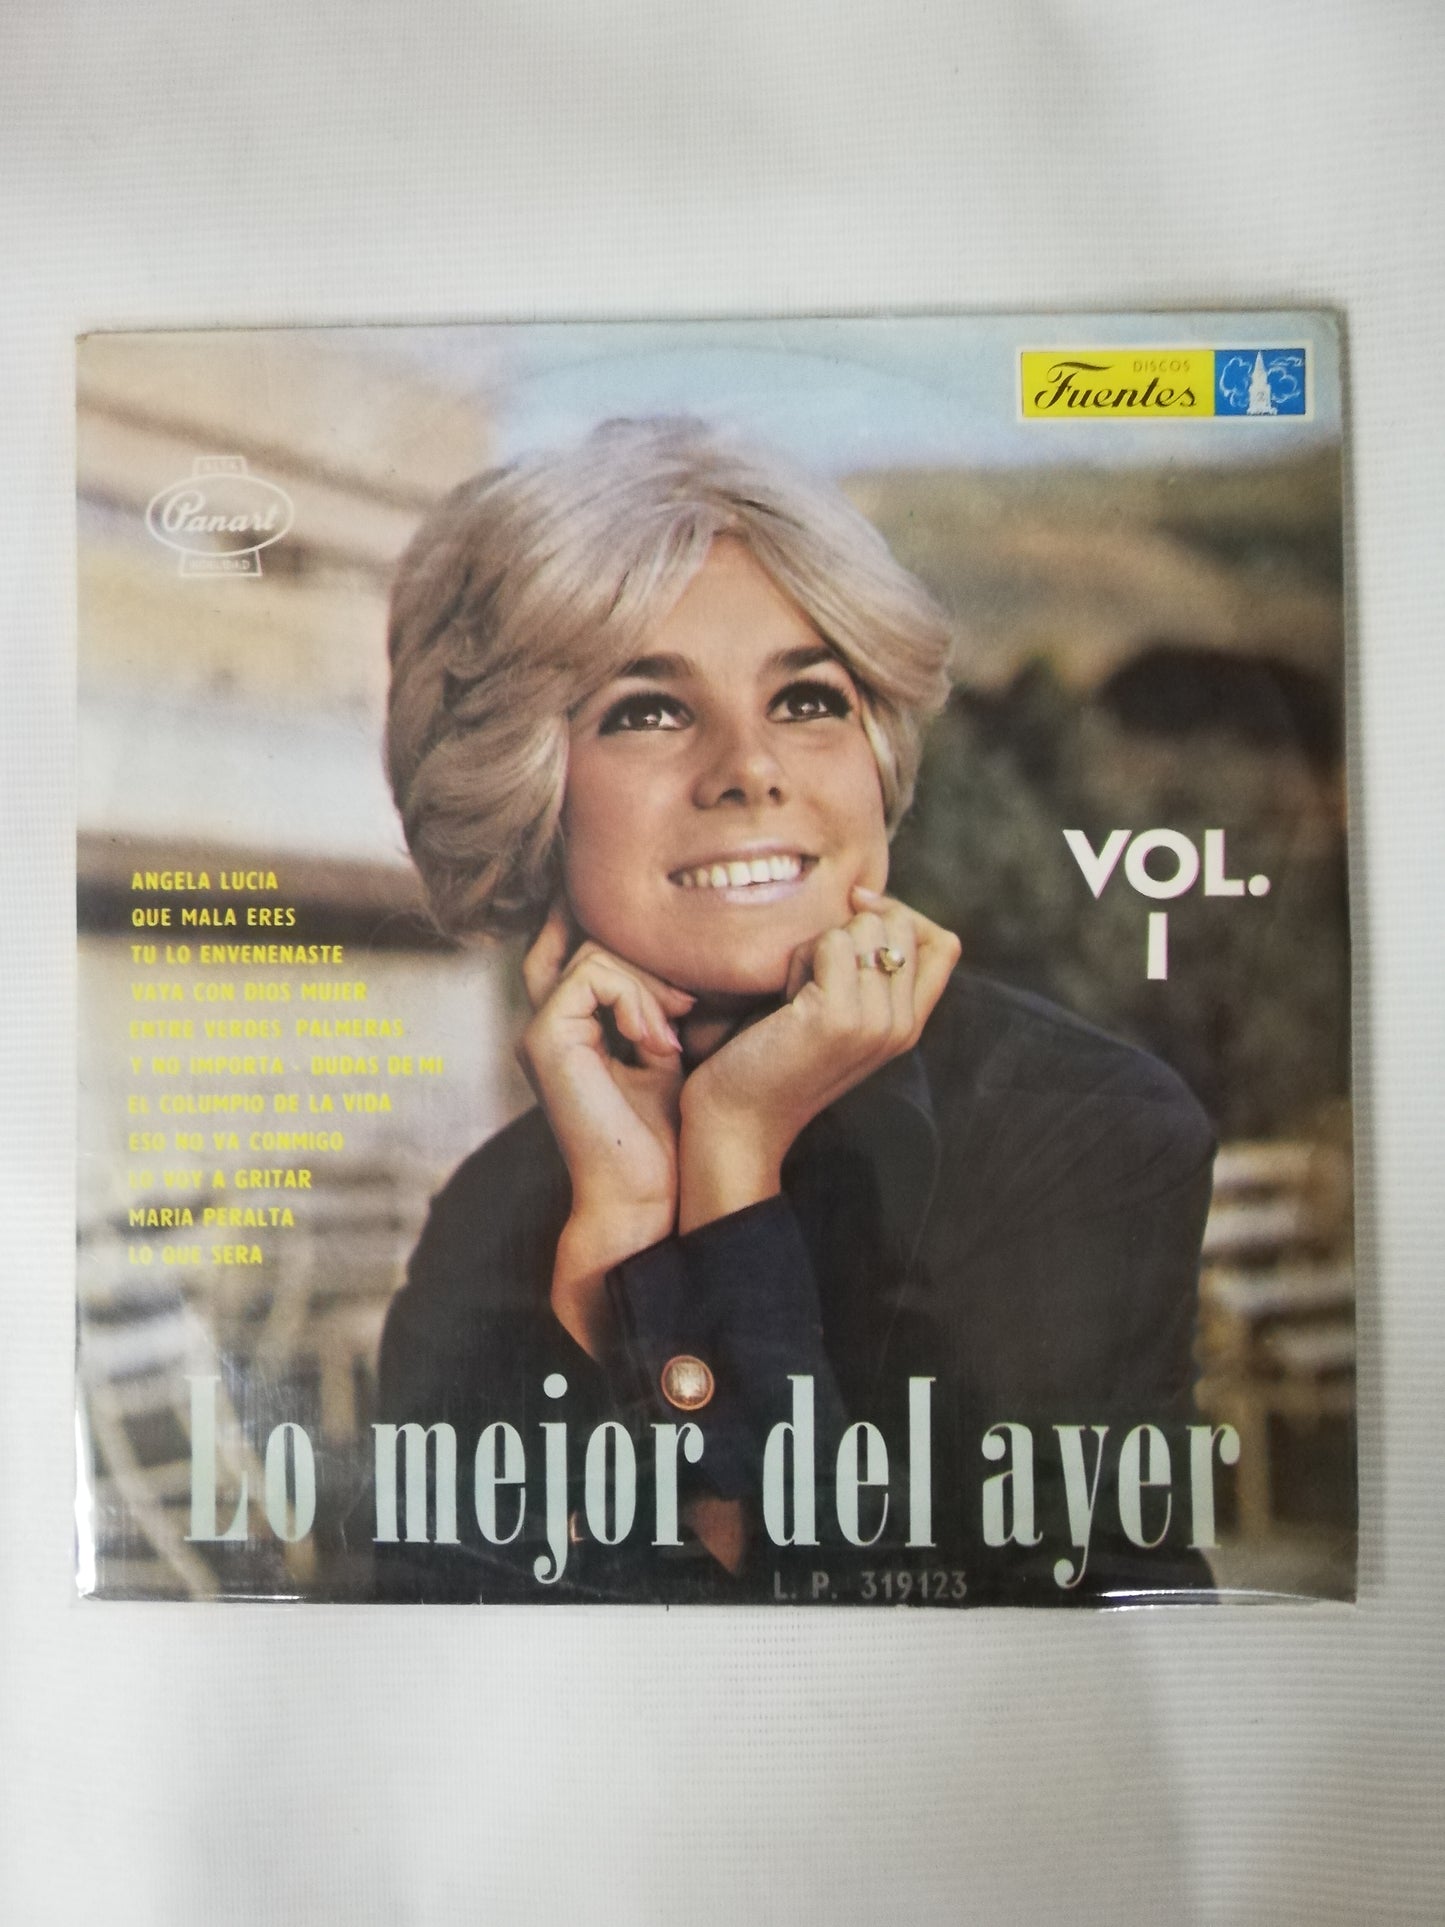 DISCOS
Fuentes
ALTA
Panart
FIDELIDAD
VOL.
I
ANGELA LUCIA
QUE MALA ERES
TU LO ENVENENASTE
VAYA CON DIOS MUJER
ENTRE VERDES PALMERAS
Y NO IMPORTA - DUDAS DE MI
EL COLUMPIO DE LA VIDA
ESO NO VA CONMIGO
LO VOY A GRITAR
MARIA PERALTA
LO QUE SERA
Lo mejor del ayer
L. P. 319123